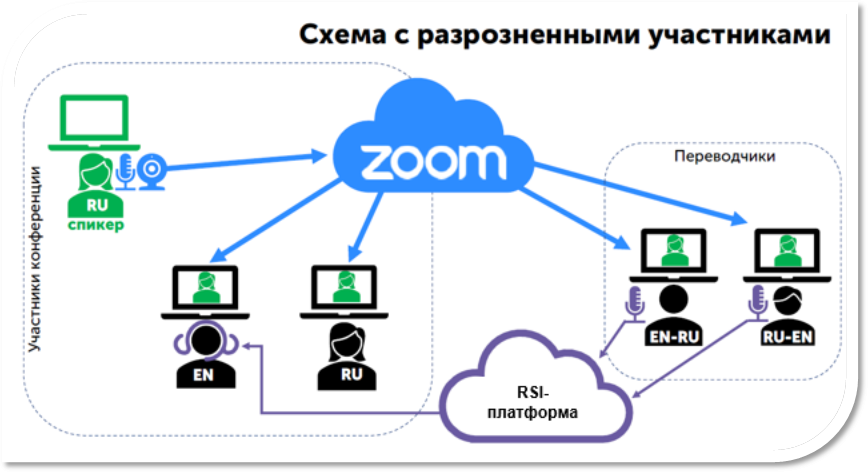 Схема с разрозненными участниками
Участники конференции
zoom
Переводчики
RU
спикер
EN
RU
EN-RU
RU-EN
RSI-
платформа